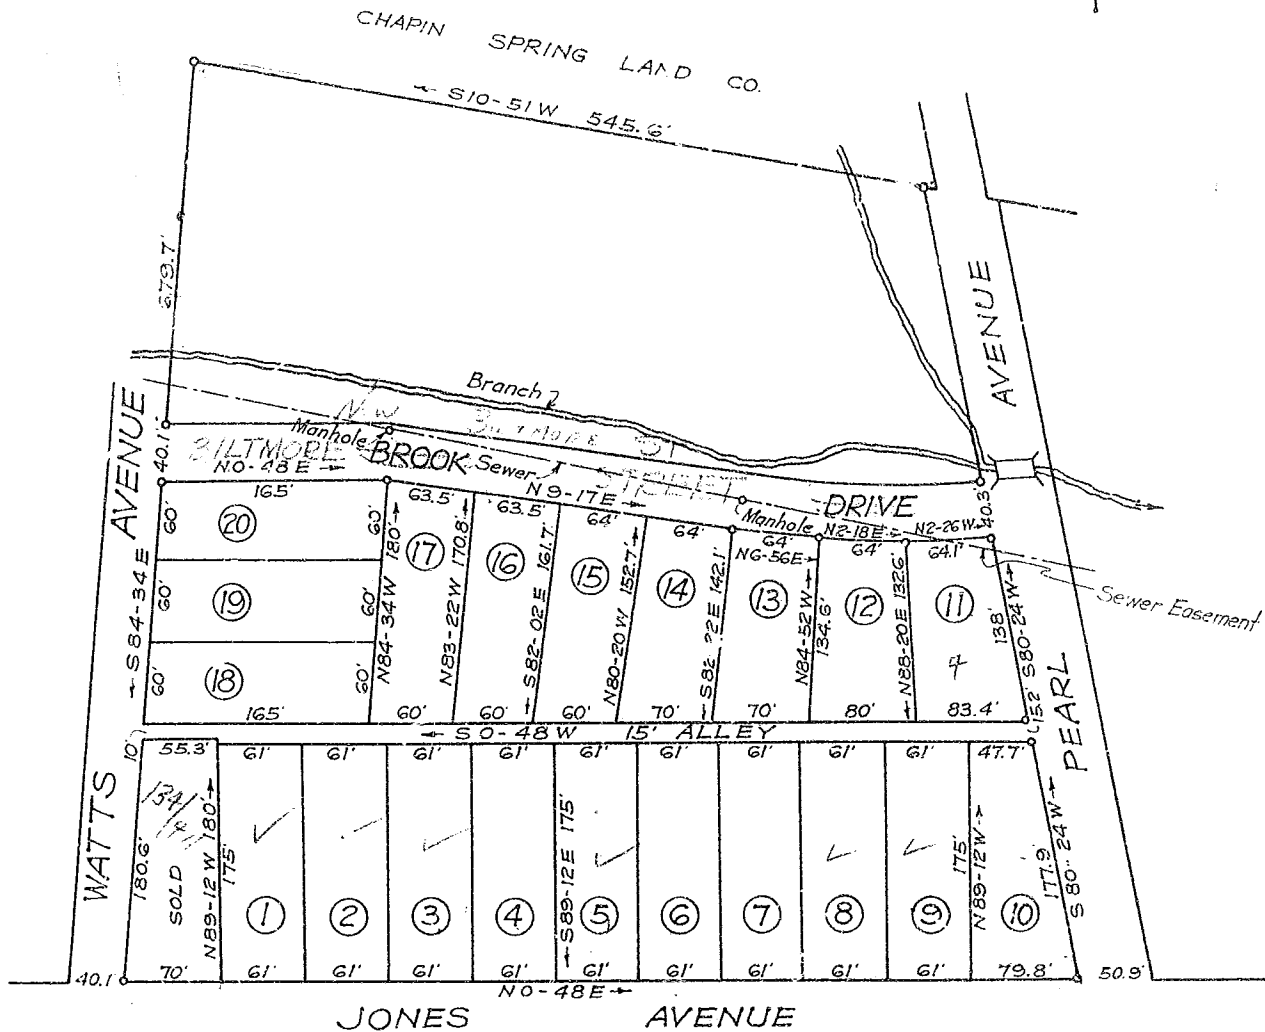 CHAPIN SPRING LAND CO.
← S10-51W 545.6'
679.7'
AVENUE
Branch
N.W
BILTMORE ST
Manhole
BILTMORE
BROOK
Sewer
STREET
40.1'
N0-48E →
N9-17E →
DRIVE
Manhole
N2-18E →
N2-26W →
40.3'
165'
63.5'
63.5'
64'
64'
64'
N6-56E →
64'
64.1'
AVENUE
← S84-34E
60'
20
60'
60'
19
60'
60'
18
60'
N84-34W 180'
17
N83-22W 170.8'
16
S82-02E 161.7'
15
N80-20W 152.7'
14
142.1'
13
N84-52W
134.6'
12
N88-20E 132.6'
11
138'
S80-24W
Sewer Easement
165'
60'
60'
60'
70'
70'
80'
83.4'
15.2'
← S0-48W 15' ALLEY
PEARL
10'
55.3'
61'
61'
61'
61'
61'
61'
61'
61'
61'
47.7'
WATTS
180.6'
SOLD
N89-12W 180'
175'
1
2
3
4
S89-12E 175'
5
6
7
8
9
175'
N89-12W
10
177.9
S80-24W
40.1'
70'
61'
61'
61'
61'
61'
61'
61'
61'
61'
79.8'
50.9'
N0-48E →
JONES AVENUE